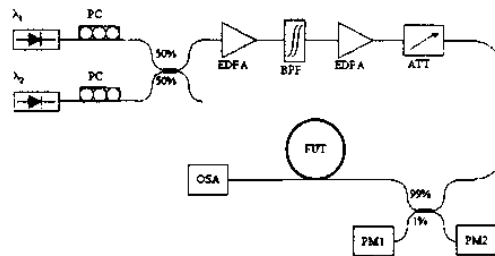 λ₁
PC
50%
50%
EDFA
BPF
EDFA
ATT
λ₂
PC
FUT
OSA
99%
1%
PM1
PM2